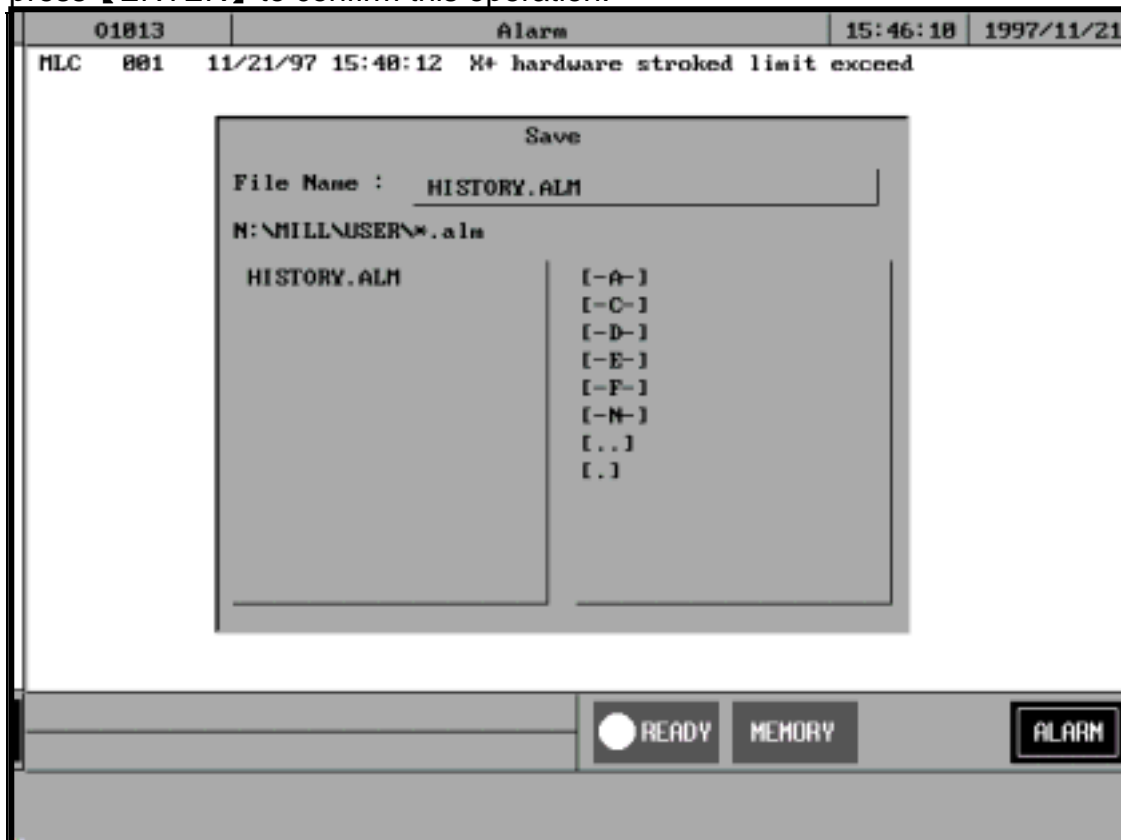 press【ENTER】to confirm this operation.
O1013 Alarm 15:46:10 1997/11/21
MLC 001 11/21/97 15:40:12 X+ hardware stroked limit exceed
Save
File Name : HISTORY.ALM
N:\MILL\USER\*.alm
HISTORY.ALM [-A-]
[-C-]
[-D-]
[-E-]
[-F-]
[-N-]
[..]
[.]
READY MEMORY ALARM